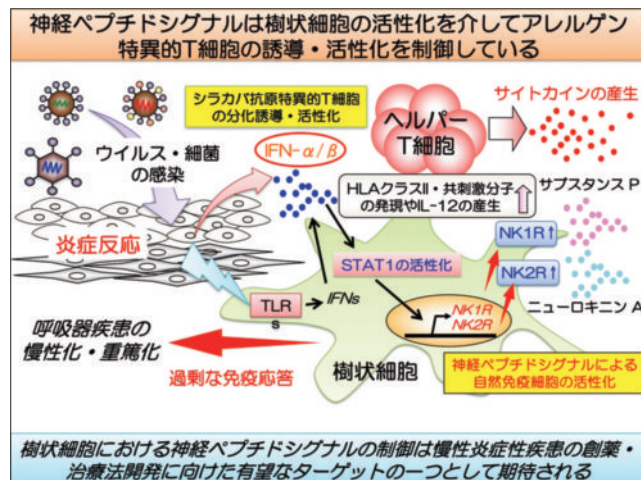 神経ペプチドシグナルは樹状細胞の活性化を介してアレルゲン
特異的T細胞の誘導・活性化を制御している
シラカバ抗原特異的T細胞
の分化誘導・活性化
ヘルパー
T細胞
サイトカインの産生
ウイルス・細菌
の感染
IFN-α/β
HLAクラスII・共刺激分子
の発現やIL-12の産生
サブスタンス P
炎症反応
NK1R↑
STAT1の活性化
NK2R↑
ニューロキニン A
TLR
s
IFNs
NK1R
NK2R
呼吸器疾患の
慢性化・重篤化
過剰な免疫応答
樹状細胞
神経ペプチドシグナルによる
自然免疫細胞の活性化
樹状細胞における神経ペプチドシグナルの制御は慢性炎症性疾患の創薬・
治療法開発に向けた有望なターゲットの一つとして期待される